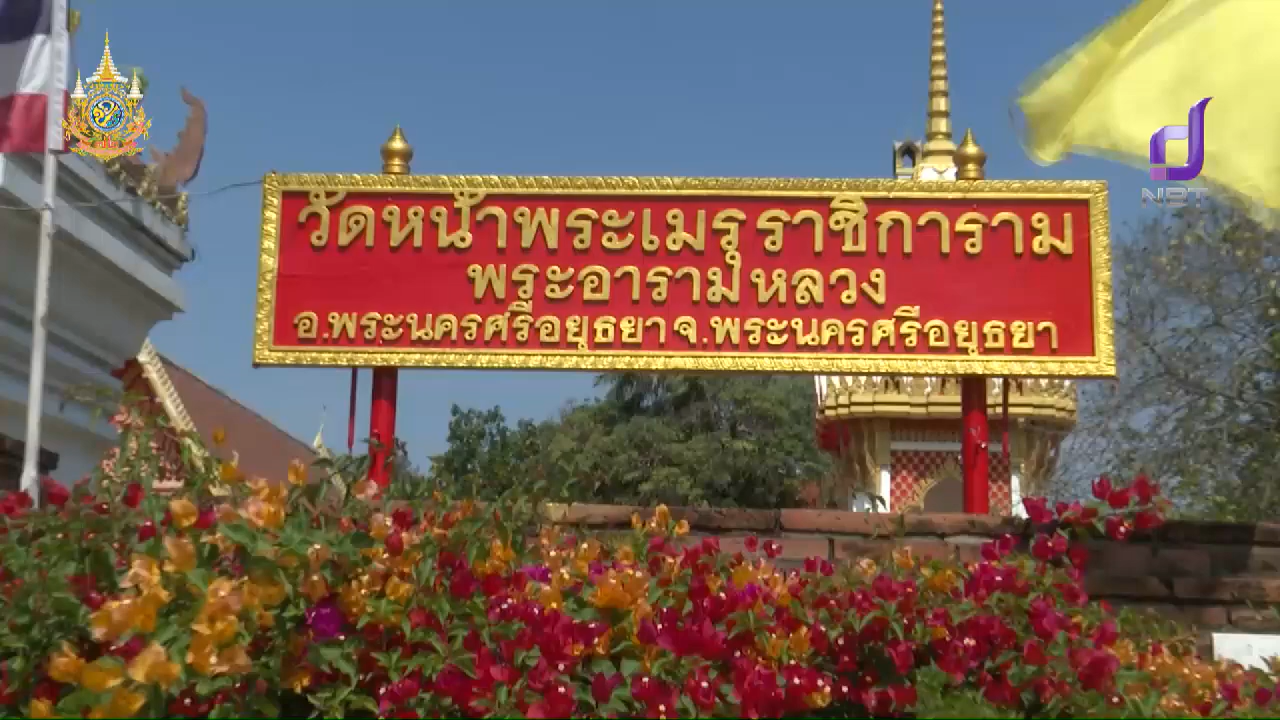 วัดหน้าพระเมรุราชิการาม
พระอารามหลวง
อ.พระนครศรีอยุธยา จ.พระนครศรีอยุธยา
NBT